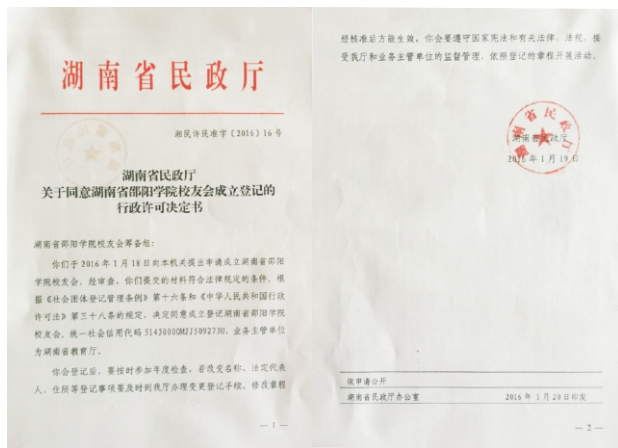 湖南省民政厅
湘民许民准字〔2016〕16号
湖南省民政厅
关于同意湖南省邵阳学院校友会成立登记的
行政许可决定书
湖南省邵阳学院校友会筹备组：
你们于2016年1月18日向本机关提出申请成立湖南省邵阳
学院校友会。经审查，你们提交的材料符合法律规定的条件，根
据《社会团体登记管理条例》第十六条和《中华人民共和国行政
许可法》第三十八条的规定，决定同意成立登记湖南省邵阳学院
校友会。统一社会信用代码51430000MJJ509273U，业务主管单位
为湖南省教育厅。
你会登记后，要按时参加年度检查，若改变名称、法定代表
人、住所等登记事项要及时到我厅办理变更登记手续，修改章程
— 1 —
经核准后方能生效，你会要遵守国家宪法和有关法律、法规，接
受我厅和业务主管单位的监督管理，依照登记的章程开展活动。
湖南省民政厅
2016年1月19日
依申请公开
湖南省民政厅办公室 2016年1月20日印发
— 2 —